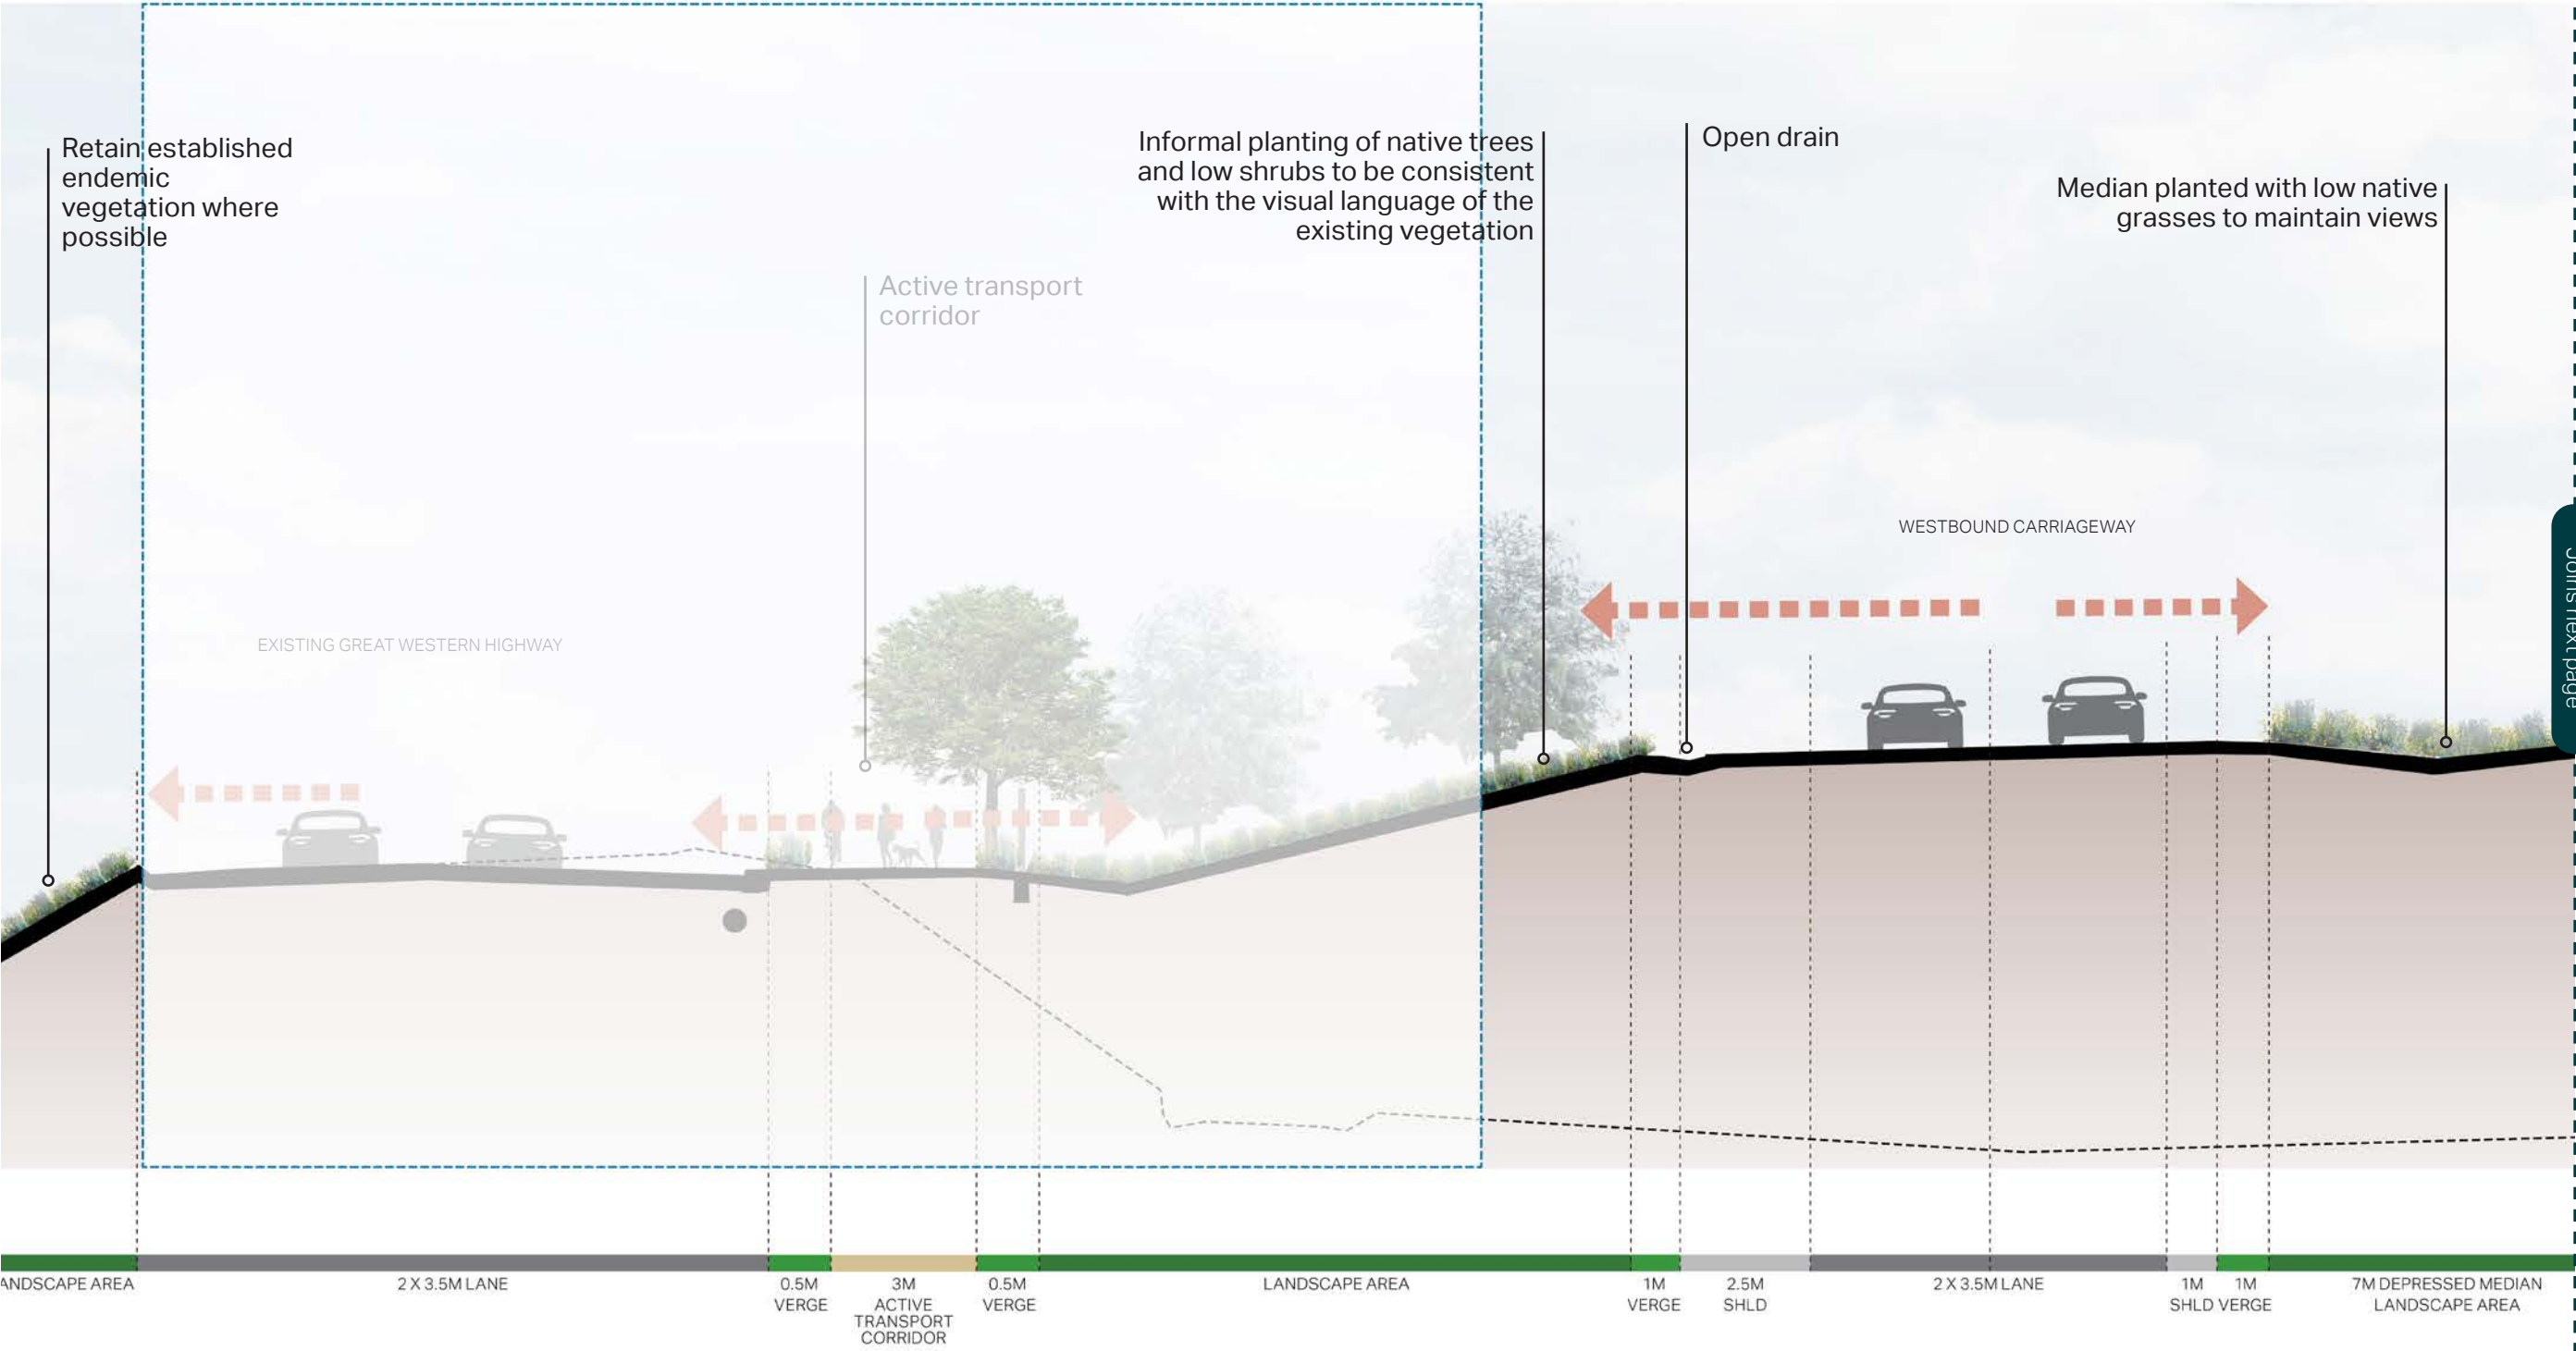 Retain established
endemic
vegetation where
possible
Active transport
corridor
Informal planting of native trees
and low shrubs to be consistent
with the visual language of the
existing vegetation
Open drain
Median planted with low native
grasses to maintain views
EXISTING GREAT WESTERN HIGHWAY
WESTBOUND CARRIAGEWAY
Joins next page
ANDSCAPE AREA
2 X 3.5M LANE
0.5M
VERGE
3M
ACTIVE
TRANSPORT
CORRIDOR
0.5M
VERGE
LANDSCAPE AREA
1M
VERGE
2.5M
SHLD
2 X 3.5M LANE
1M
SHLD
1M
VERGE
7M DEPRESSED MEDIAN
LANDSCAPE AREA